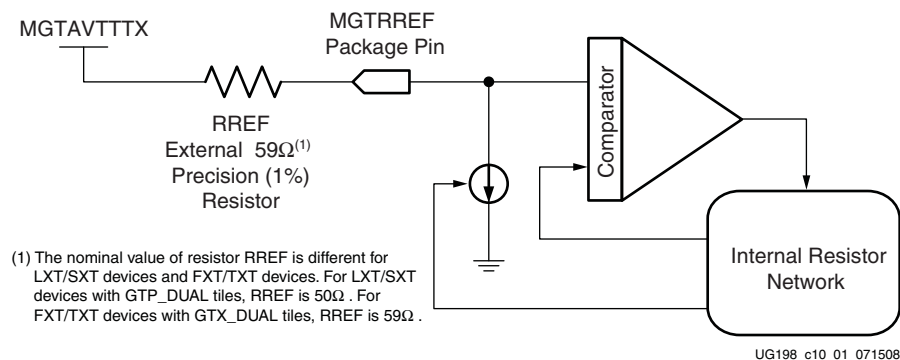 MGTAVTTTX
MGTRREF
Package Pin
RREF
External 59Ω(1)
Precision (1%)
Resistor
Comparator
Internal Resistor
Network
(1) The nominal value of resistor RREF is different for
LXT/SXT devices and FXT/TXT devices. For LXT/SXT
devices with GTP_DUAL tiles, RREF is 50Ω . For
FXT/TXT devices with GTX_DUAL tiles, RREF is 59Ω .
UG198_c10_01_071508